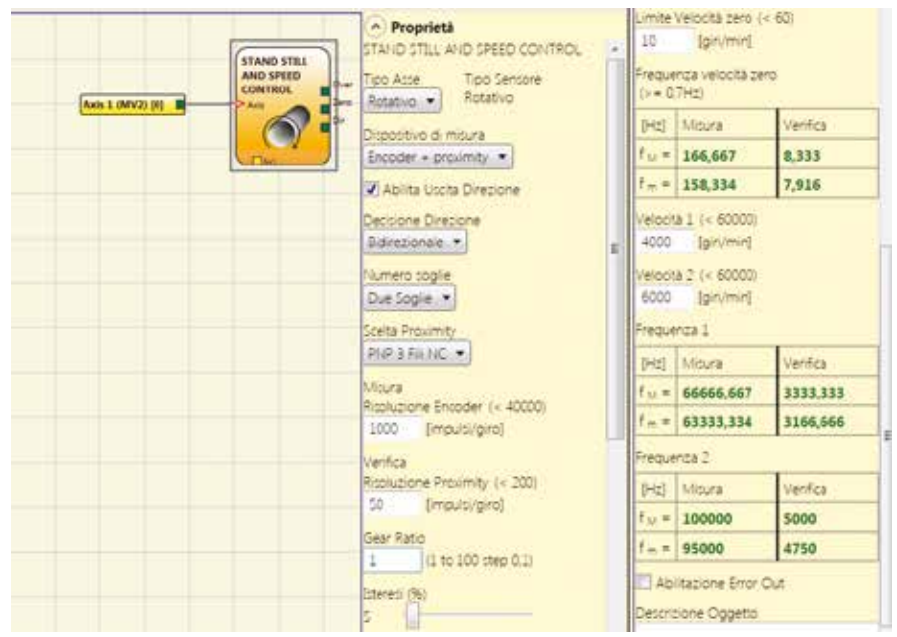 Axis 1 (MV2) [6]
STAND STILL
AND SPEED
CONTROL
Axis
Over
Zero
Dir
Proprietà
STAND STILL AND SPEED CONTROL
Tipo Asse Tipo Sensore
Rotativo Rotativo
Dispositivo di misura
Encoder + proximity
Abilita Uscita Direzione
Decisione Direzione
Bidirezionale
Numero soglie
Due Soglie
Scelta Proximity
PNP 3 Fili NC
Misura
Risoluzione Encoder (< 40000)
1000 [impulsi/giro]
Verifica
Risoluzione Proximity (< 200)
50 [impulsi/giro]
Gear Ratio
1 (1 to 100 step 0,1)
Isteresi (%)
5
Limite Velocità zero (< 60)
10 [giri/min]
Frequenza velocità zero
(>= 0.7Hz)
[Hz] Misura Verifica
fM = 166,667 8,333
fm = 158,334 7,916
Velocità 1 (< 60000)
4000 [giri/min]
Velocità 2 (< 60000)
6000 [giri/min]
Frequenza 1
[Hz] Misura Verifica
fM = 66666,667 3333,333
fm = 63333,334 3166,666
Frequenza 2
[Hz] Misura Verifica
fM = 100000 5000
fm = 95000 4750
Abilitazione Error Out
Descrizione Oggetto